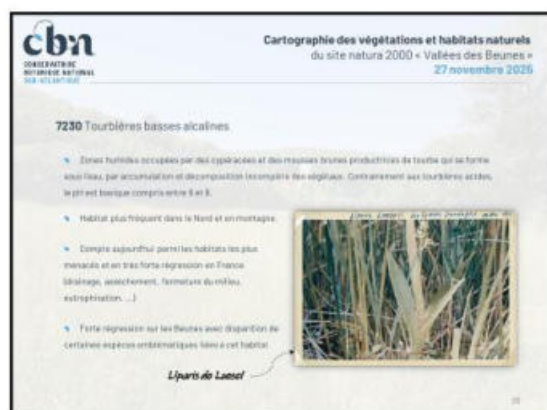 cbn
CONSERVATOIRE
BOTANIQUE NATIONAL
SUD-ATLANTIQUE
Cartographie des végétations et habitats naturels
du site natura 2000 « Vallées des Beunes »
27 novembre 2025
7230 Tourbières basses alcalines
Zones humides occupées par des cypéracées et des mousses brunes productrices de tourbe qui se forme
sous l'eau, par accumulation et décomposition incomplète des végétaux. Contrairement aux tourbières acides,
le pH est basique compris entre 6 et 8.
Habitat plus fréquent dans le Nord et en montagne.
Compte aujourd'hui parmi les habitats les plus
menacés et en très forte régression en France
(drainage, assèchement, fermeture du milieu,
eutrophisation, ...)
Forte régression sur les Beunes avec disparition de
certaines espèces emblématiques liées à cet habitat
Liparis de Loesel